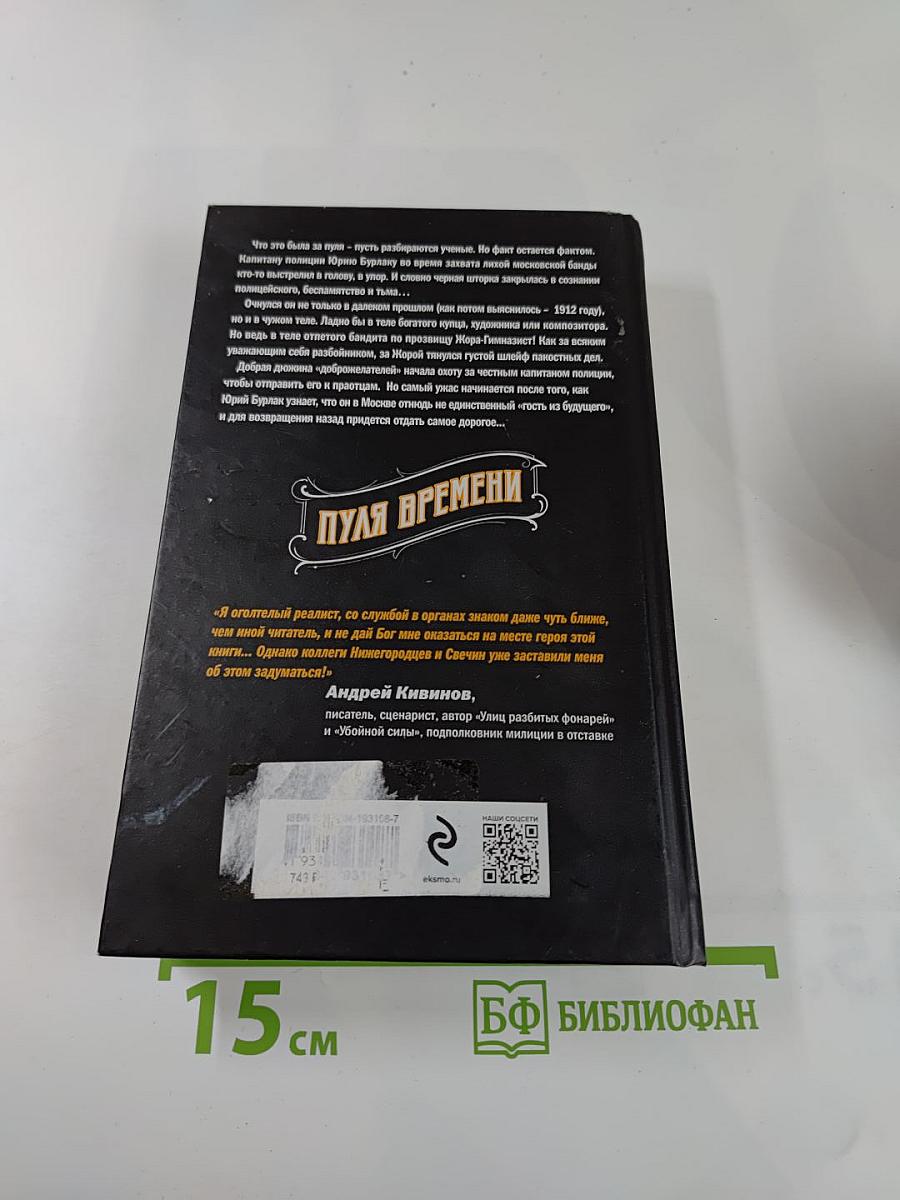 Что это была за пуля – пусть разбираются ученые. Но факт остается фактом.
Капитану полиции Юрию Бурлаку во время захвата лихой московской банды
кто-то выстрелил в голову, в упор. И словно черная шторка закрылась в сознании
полицейского, беспамятство и тьма...
Очнулся он не только в далеком прошлом (как потом выяснилось – 1912 году),
но и в чужом теле. Ладно бы в теле богатого купца, художника или композитора.
Но ведь в теле отпетого бандита по прозвищу Жора-Гимназист! Как за всяким
уважающим себя разбойником, за Жорой тянулся густой шлейф пакостных дел.
Добрая дюжина «доброжелателей» начала охоту за честным капитаном полиции,
чтобы отправить его к праотцам. Но самый ужас начинается после того, как
Юрий Бурлак узнает, что он в Москве отнюдь не единственный «гость из будущего»,
и для возвращения назад придется отдать самое дорогое...
ПУЛЯ ВРЕМЕНИ
«Я оголтелый реалист, со службой в органах знаком даже чуть ближе,
чем иной читатель, и не дай Бог мне оказаться на месте героя этой
книги... Однако коллеги Нижегородцев и Свечин уже заставили меня
об этом задуматься!»
Андрей Кивинов,
писатель, сценарист, автор «Улиц разбитых фонарей»
и «Убойной силы», подполковник милиции в отставке
ISBN 193108-7
НАШИ СОЦСЕТИ
eksmo.ru
743
15 см
БФ БИБЛИОФАН